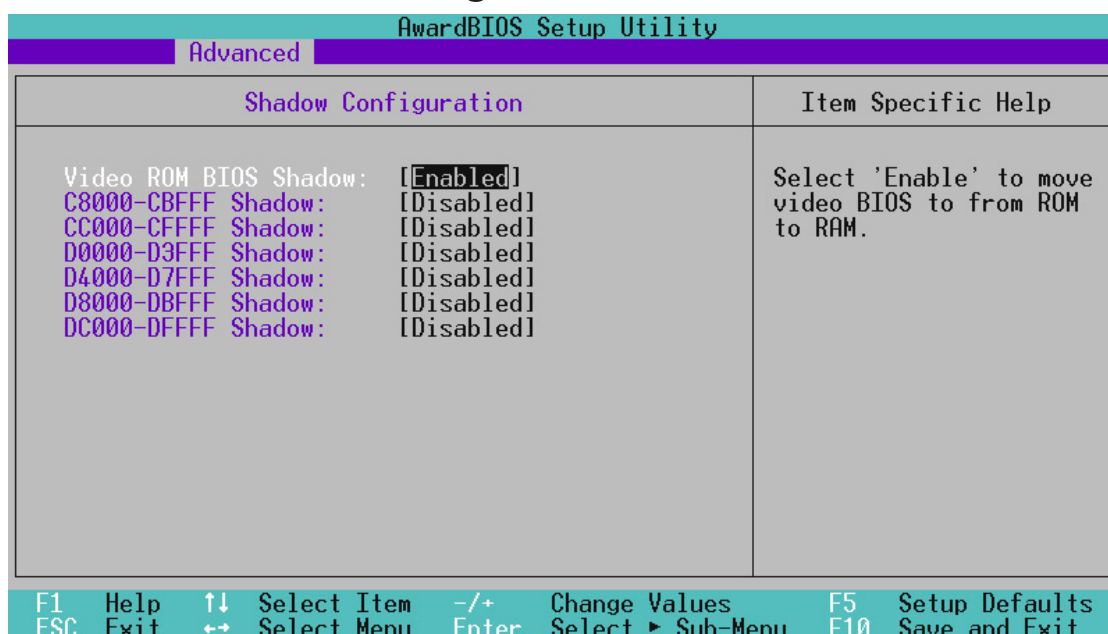 AwardBIOS Setup Utility
Advanced
Shadow Configuration
Item Specific Help
Video ROM BIOS Shadow: [Enabled]
C8000-CBFFF Shadow: [Disabled]
CC000-CFFFF Shadow: [Disabled]
D0000-D3FFF Shadow: [Disabled]
D4000-D7FFF Shadow: [Disabled]
D8000-DBFFF Shadow: [Disabled]
DC000-DFFFF Shadow: [Disabled]
Select 'Enable' to move
video BIOS to from ROM
to RAM.
F1 Help ↑↓ Select Item -/+ Change Values F5 Setup Defaults
ESC Exit ←→ Select Menu Enter Select ► Sub-Menu F10 Save and Exit